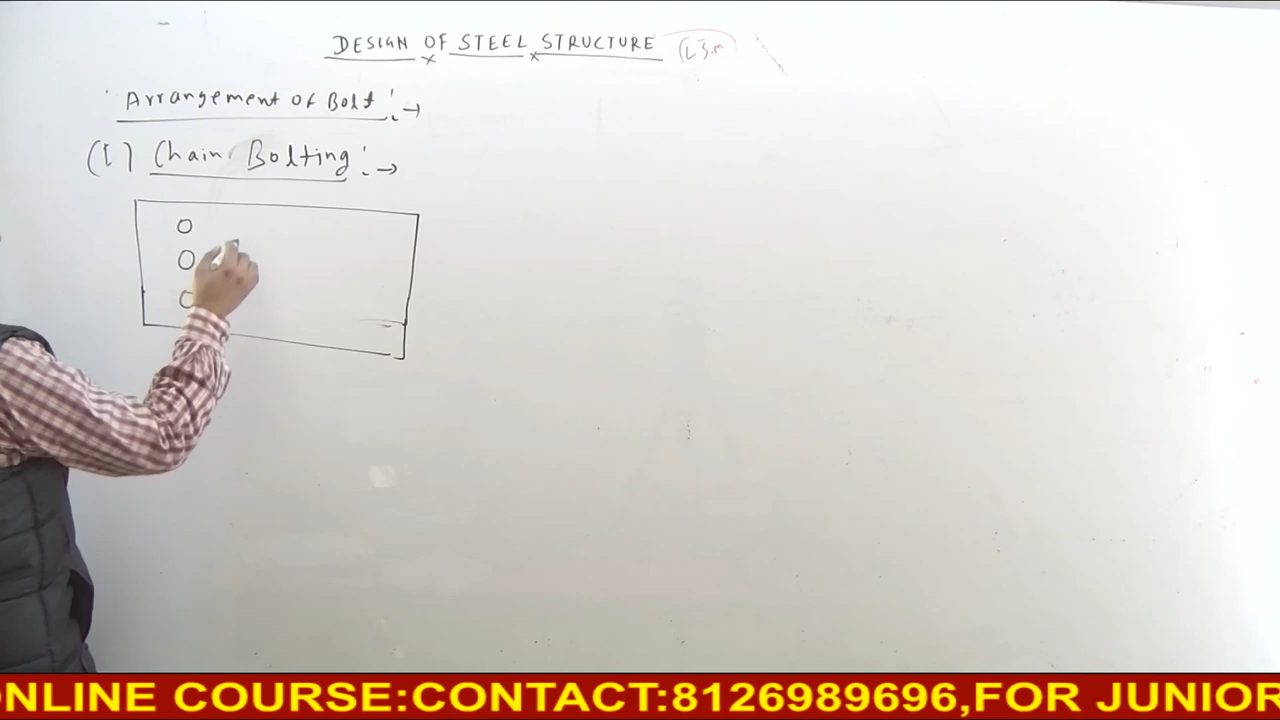 DESIGN OF STEEL STRUCTURE
Arrangement of Bolt :→
(I) Chain Bolting :→
ONLINE COURSE:CONTACT:8126989696,FOR JUNIOR